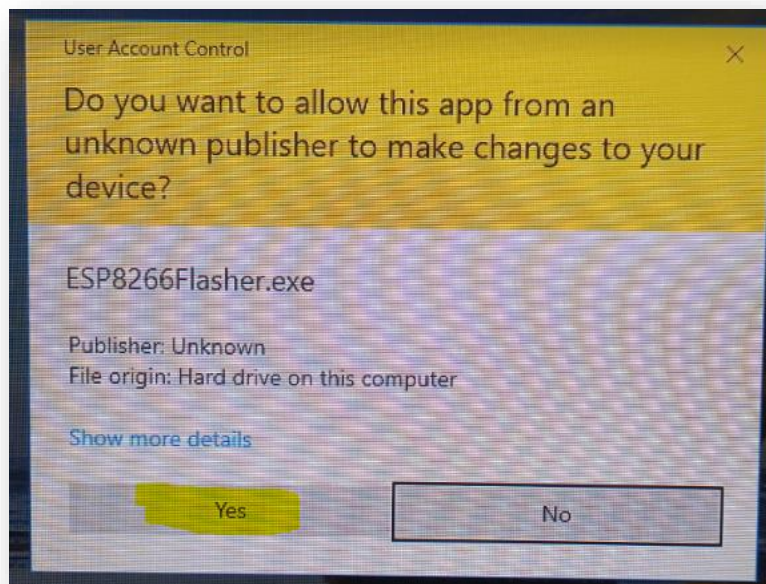 User Account Control
Do you want to allow this app from an
unknown publisher to make changes to your
device?
ESP8266Flasher.exe
Publisher: Unknown
File origin: Hard drive on this computer
Show more details
Yes
No